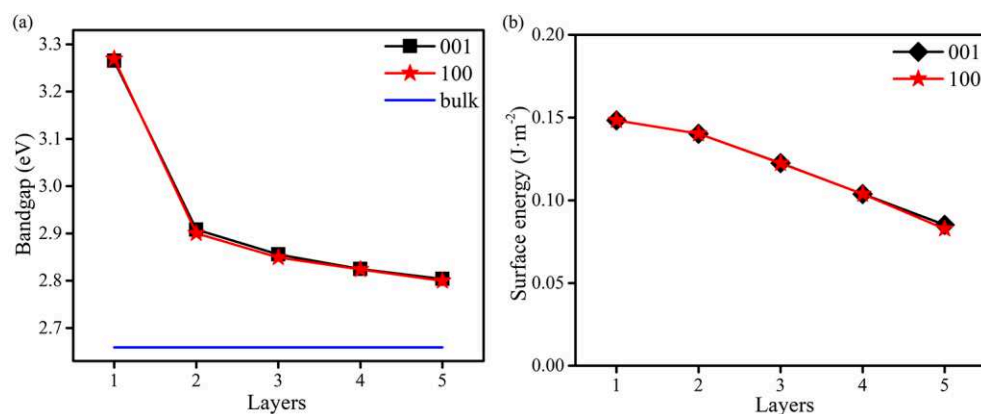 (a)
3.3
3.2
3.1
3.0
2.9
2.8
2.7
Bandgap (eV)
001
100
bulk
1 2 3 4 5
Layers
(b)
0.20
0.15
0.10
0.05
0.00
Surface energy (J·m⁻²)
001
100
1 2 3 4 5
Layers